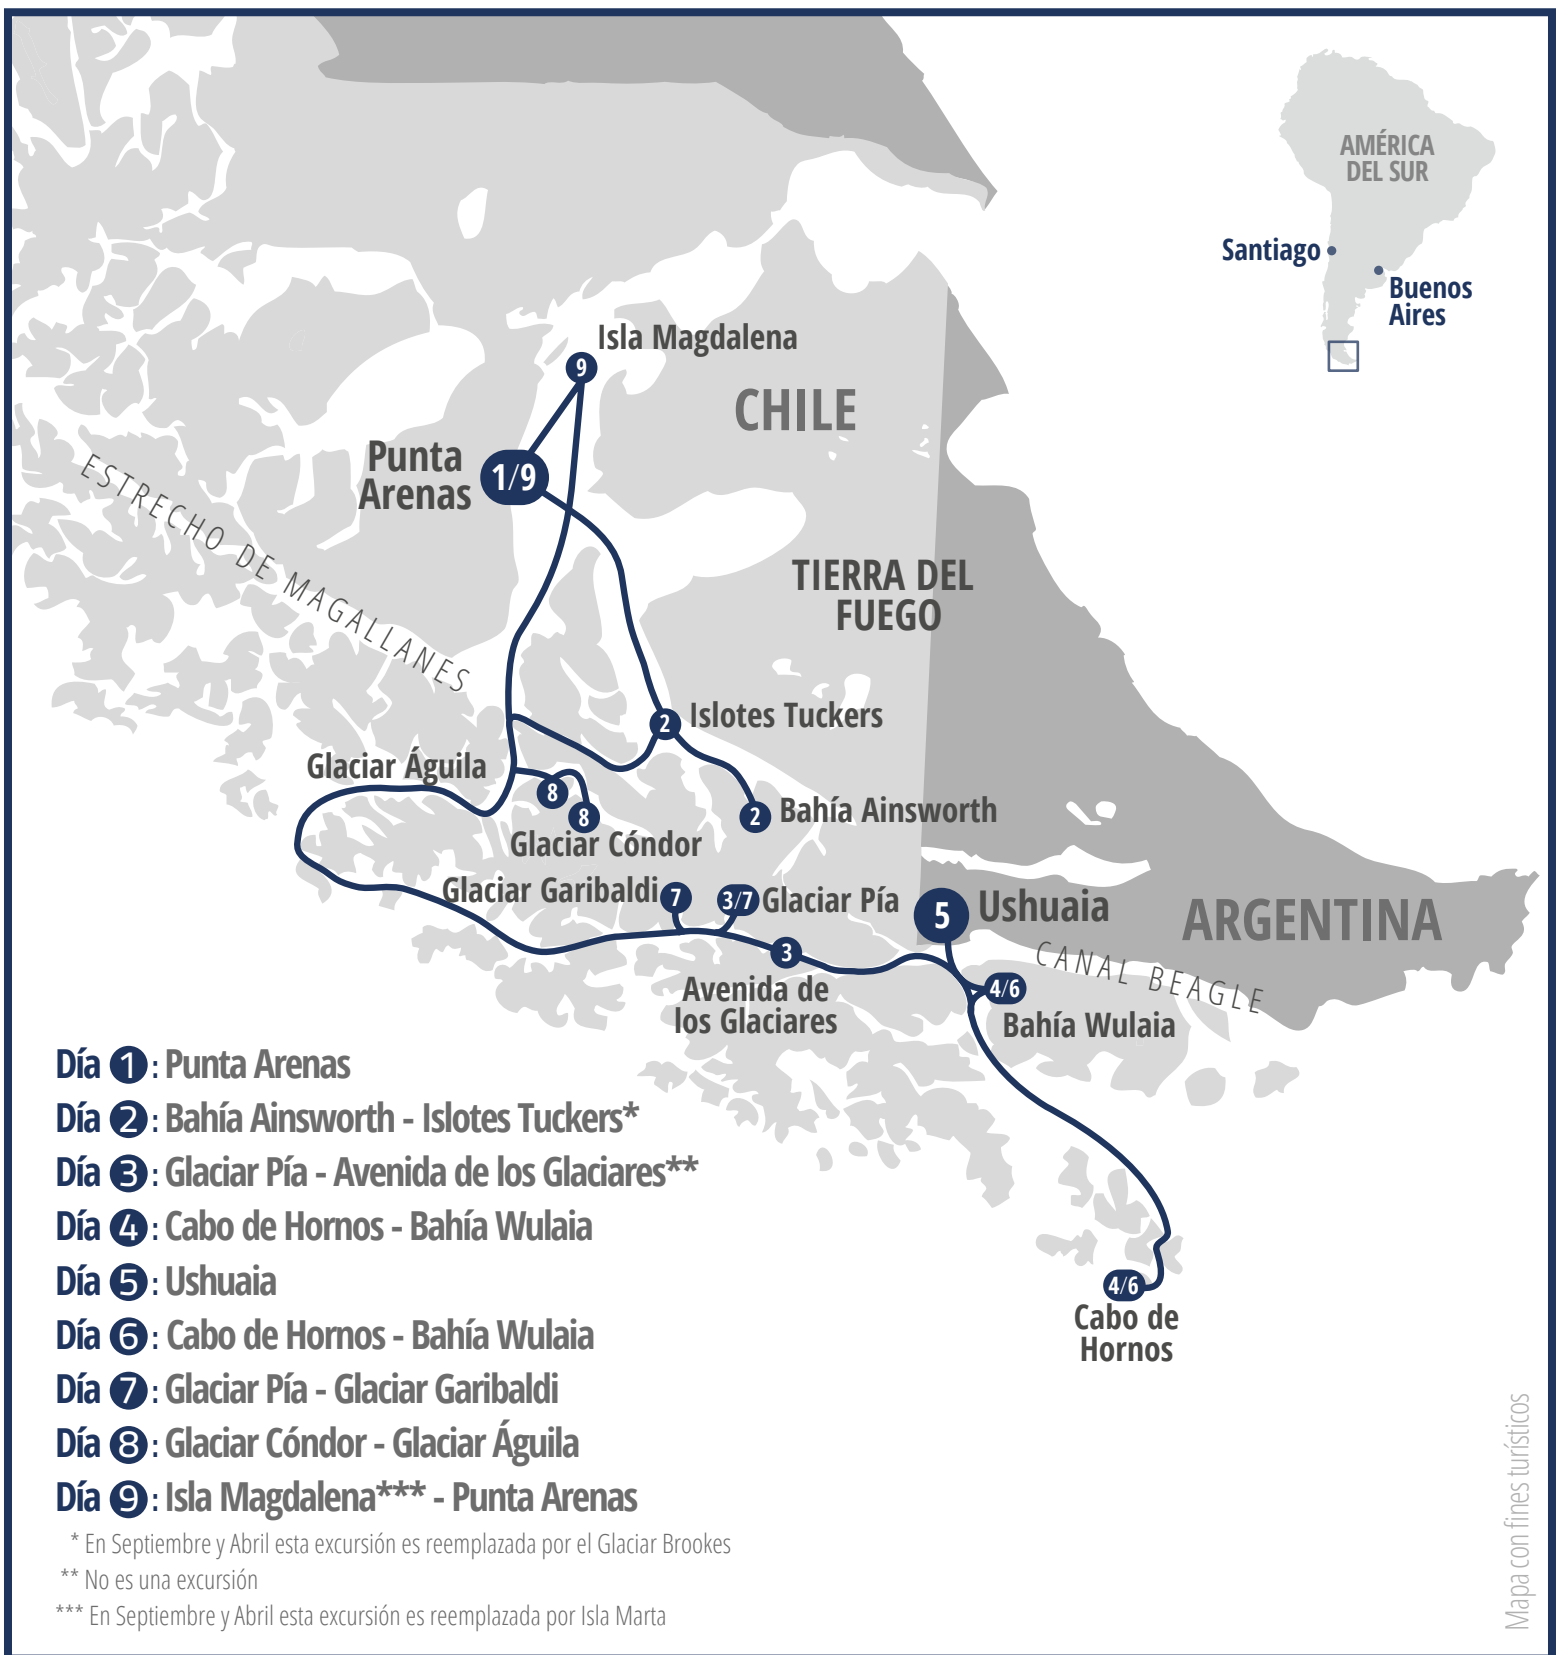 AMÉRICA
DEL SUR
Santiago
Buenos
Aires
Isla Magdalena
9
CHILE
Punta
Arenas
1/9
ESTRECHO DE MAGALLANES
TIERRA DEL
FUEGO
2
Islotes Tuckers
Glaciar Águila
8
8
2
Bahía Ainsworth
Glaciar Cóndor
Glaciar Garibaldi
7
3/7
Glaciar Pía
5
Ushuaia
ARGENTINA
3
CANAL BEAGLE
Avenida de
los Glaciares
4/6
Bahía Wulaia
4/6
Cabo de
Hornos
Día 1: Punta Arenas
Día 2: Bahía Ainsworth - Islotes Tuckers*
Día 3: Glaciar Pía - Avenida de los Glaciares**
Día 4: Cabo de Hornos - Bahía Wulaia
Día 5: Ushuaia
Día 6: Cabo de Hornos - Bahía Wulaia
Día 7: Glaciar Pía - Glaciar Garibaldi
Día 8: Glaciar Cóndor - Glaciar Águila
Día 9: Isla Magdalena*** - Punta Arenas
* En Septiembre y Abril esta excursión es reemplazada por el Glaciar Brookes
** No es una excursión
*** En Septiembre y Abril esta excursión es reemplazada por Isla Marta
Mapa con fines turísticos